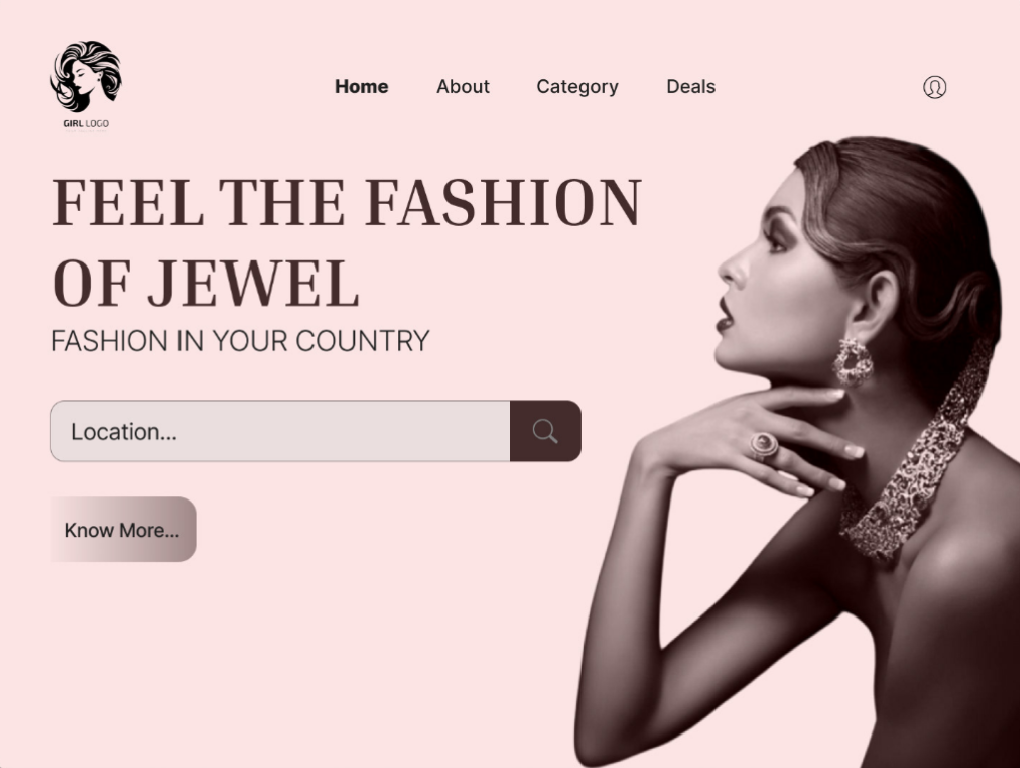 Home About Category Deals
GIRL LOGO
FEEL THE FASHION
OF JEWEL
FASHION IN YOUR COUNTRY
Location...
Know More...